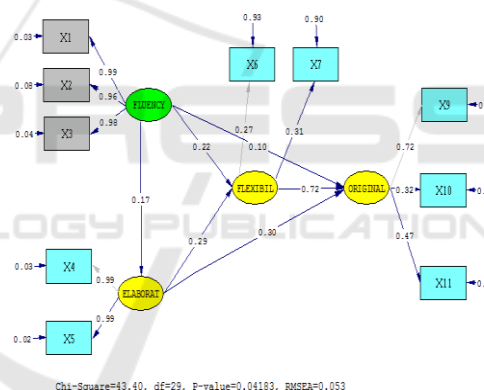 0.93 0.90
0.03 X1
X6 X7
0.99
0.08 X2
0.96
FLUENCY
X9
0.04 X3
0.98
0.27
0.10
0.31
0.22
0.72
0.17
FLEXIBIL
0.72
ORIGINAL
0.32
X10
0.29
0.30
0.47
0.03 X4
0.99
ELABORAT
X11
0.99
0.02 X5
Chi-Square=43.40, df=29, P-value=0.04183, RMSEA=0.053
LOGY PUBLICATION